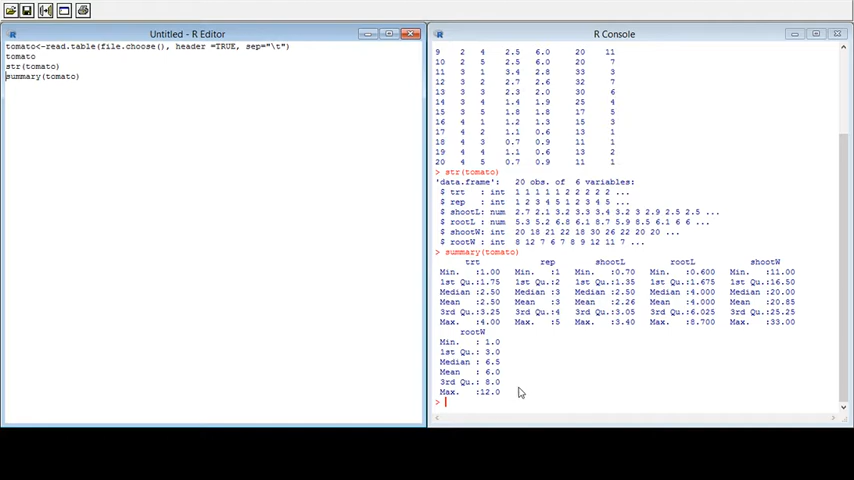 Untitled - R Editor
tomato<-read.table(file.choose(), header =TRUE, sep="\t")
tomato
str(tomato)
summary(tomato)
R Console
9 2 4 2.5 6.0 20 11
10 2 5 2.5 6.0 20 7
11 3 1 3.4 2.8 33 3
12 3 2 2.7 2.6 32 7
13 3 3 2.3 2.0 30 6
14 3 4 1.4 1.9 25 4
15 3 5 1.8 1.8 17 5
16 4 1 1.2 1.3 15 3
17 4 2 1.1 0.6 13 1
18 4 3 0.7 0.9 11 1
19 4 4 1.1 0.6 13 2
20 4 5 0.7 0.9 11 1
> str(tomato)
'data.frame': 20 obs. of 6 variables:
$ trt : int 1 1 1 1 1 2 2 2 2 2 ...
$ rep : int 1 2 3 4 5 1 2 3 4 5 ...
$ shootL: num 2.7 2.1 3.2 3.3 3.4 3.2 3 2.9 2.5 2.5 ...
$ rootL : num 5.3 5.2 6.8 6.1 8.7 5.9 8.5 6.1 6 6 ...
$ shootW: int 20 18 21 22 18 30 26 22 20 20 ...
$ rootW : int 8 12 7 6 7 8 9 12 11 7 ...
> summary(tomato)
trt rep shootL rootL shootW
Min. :1.00 Min. :1 Min. :0.70 Min. :0.600 Min. :11.00
1st Qu.:1.75 1st Qu.:2 1st Qu.:1.35 1st Qu.:1.675 1st Qu.:16.50
Median :2.50 Median :3 Median :2.50 Median :4.000 Median :20.00
Mean :2.50 Mean :3 Mean :2.26 Mean :4.000 Mean :20.85
3rd Qu.:3.25 3rd Qu.:4 3rd Qu.:3.05 3rd Qu.:6.025 3rd Qu.:25.25
Max. :4.00 Max. :5 Max. :3.40 Max. :8.700 Max. :33.00
rootW
Min. : 1.0
1st Qu.: 3.0
Median : 6.5
Mean : 6.0
3rd Qu.: 8.0
Max. :12.0
>